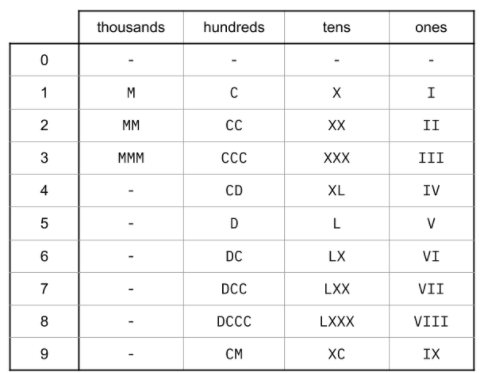 thousands hundreds tens ones
0 - - - -
1 M C X I
2 MM CC XX II
3 MMM CCC XXX III
4 - CD XL IV
5 - D L V
6 - DC LX VI
7 - DCC LXX VII
8 - DCCC LXXX VIII
9 - CM XC IX